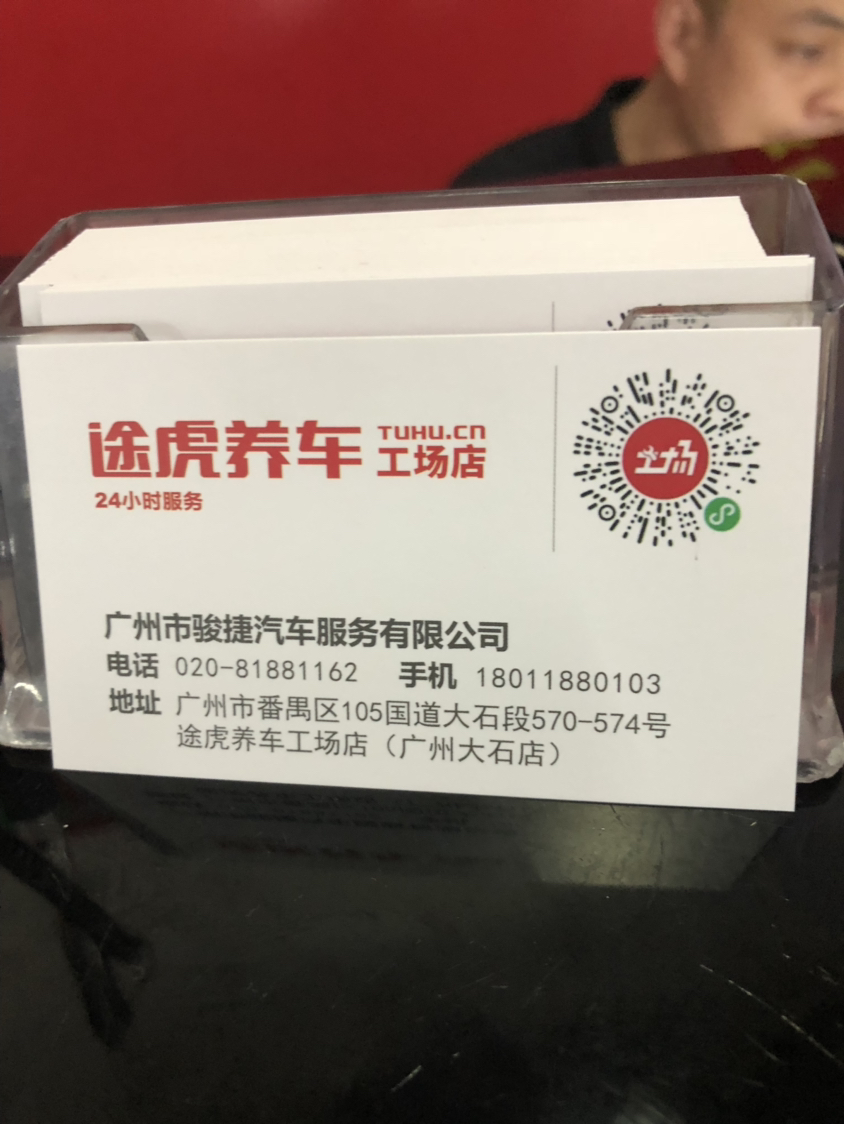 途虎养车 TUHU.CN
工场店
24小时服务
工场
广州市骏捷汽车服务有限公司
电话 020-81881162 手机 18011880103
地址 广州市番禺区105国道大石段570-574号
途虎养车工场店（广州大石店）